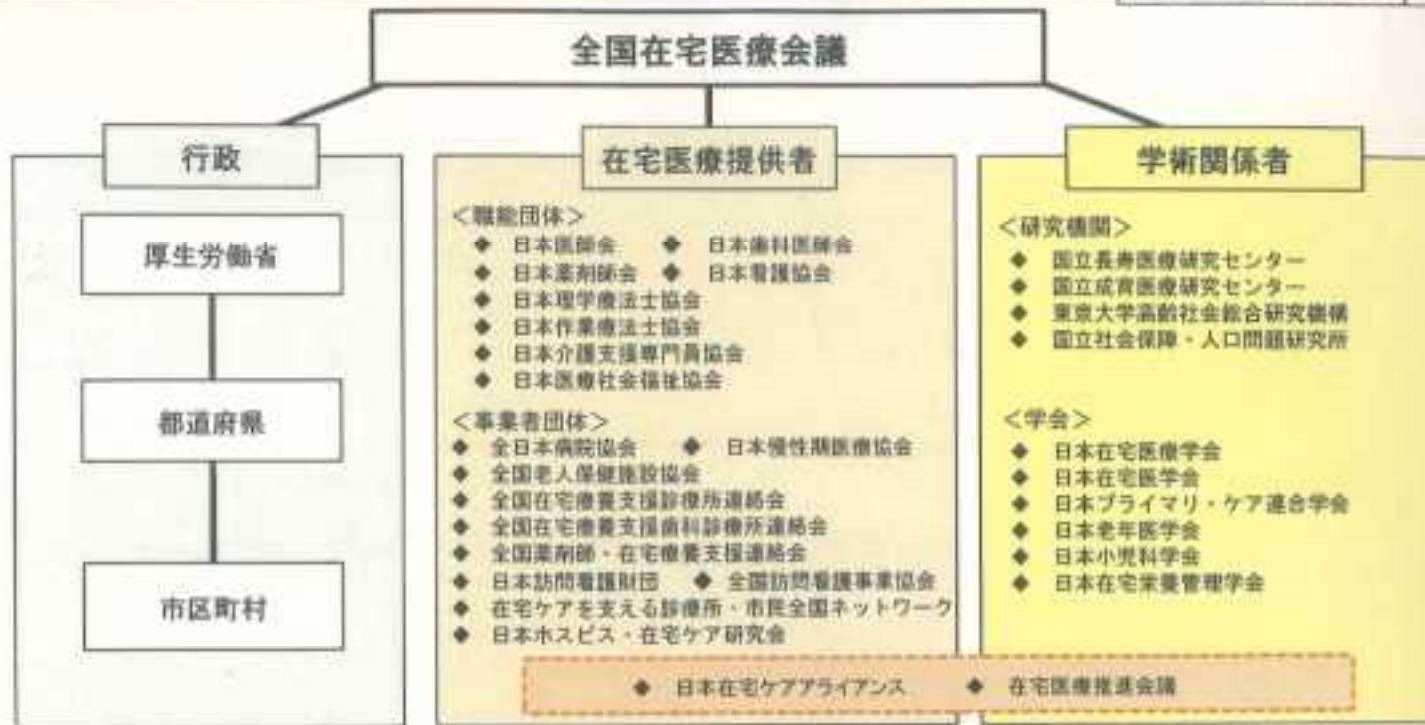 全国在宅医療会議
行政
厚生労働省
都道府県
市区町村
在宅医療提供者
＜職能団体＞
◆ 日本医師会 ◆ 日本歯科医師会
◆ 日本薬剤師会 ◆ 日本看護協会
◆ 日本理学療法士協会
◆ 日本作業療法士協会
◆ 日本介護支援専門員協会
◆ 日本医療社会福祉協会
＜事業者団体＞
◆ 全日本病院協会 ◆ 日本慢性期医療協会
◆ 全国老人保健施設協会
◆ 全国在宅療養支援診療所連絡会
◆ 全国在宅療養支援歯科診療所連絡会
◆ 全国薬剤師・在宅療養支援連絡会
◆ 日本訪問看護財団 ◆ 全国訪問看護事業協会
◆ 在宅ケアを支える診療所・市民全国ネットワーク
◆ 日本ホスピス・在宅ケア研究会
学術関係者
＜研究機関＞
◆ 国立長寿医療研究センター
◆ 国立成育医療研究センター
◆ 東京大学高齢社会総合研究機構
◆ 国立社会保障・人口問題研究所
＜学会＞
◆ 日本在宅医療学会
◆ 日本在宅医学会
◆ 日本プライマリ・ケア連合学会
◆ 日本老年医学会
◆ 日本小児科学会
◆ 日本在宅栄養管理学会
◆ 日本在宅ケアアライアンス ◆ 在宅医療推進会議